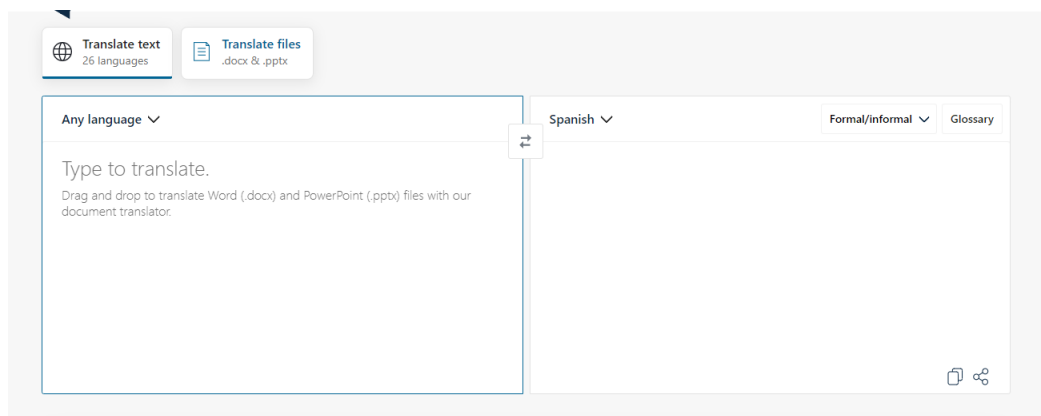 Translate text
26 languages
Translate files
.docx & .pptx
Any language
Spanish
Formal/informal
Glossary
Type to translate.
Drag and drop to translate Word (.docx) and PowerPoint (.pptx) files with our
document translator.